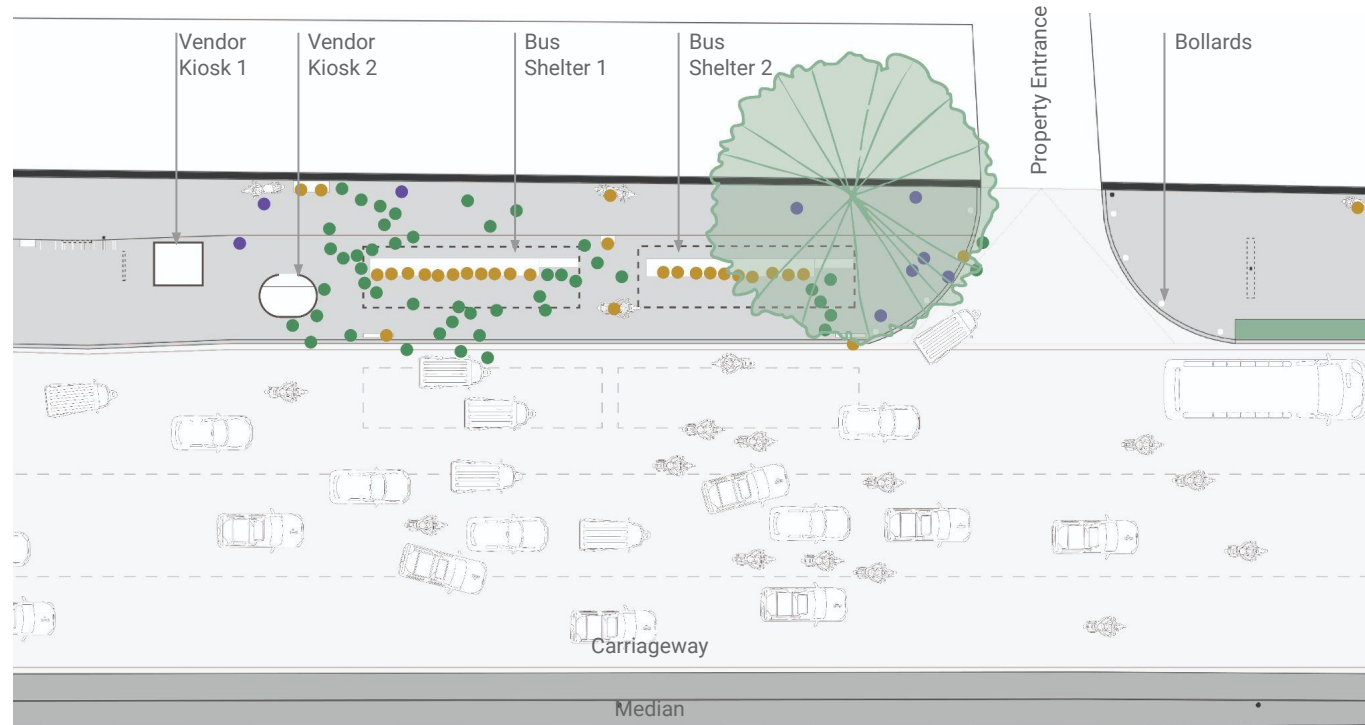 Vendor
Kiosk 1
Vendor
Kiosk 2
Bus
Shelter 1
Bus
Shelter 2
Property Entrance
Bollards
Carriageway
Median